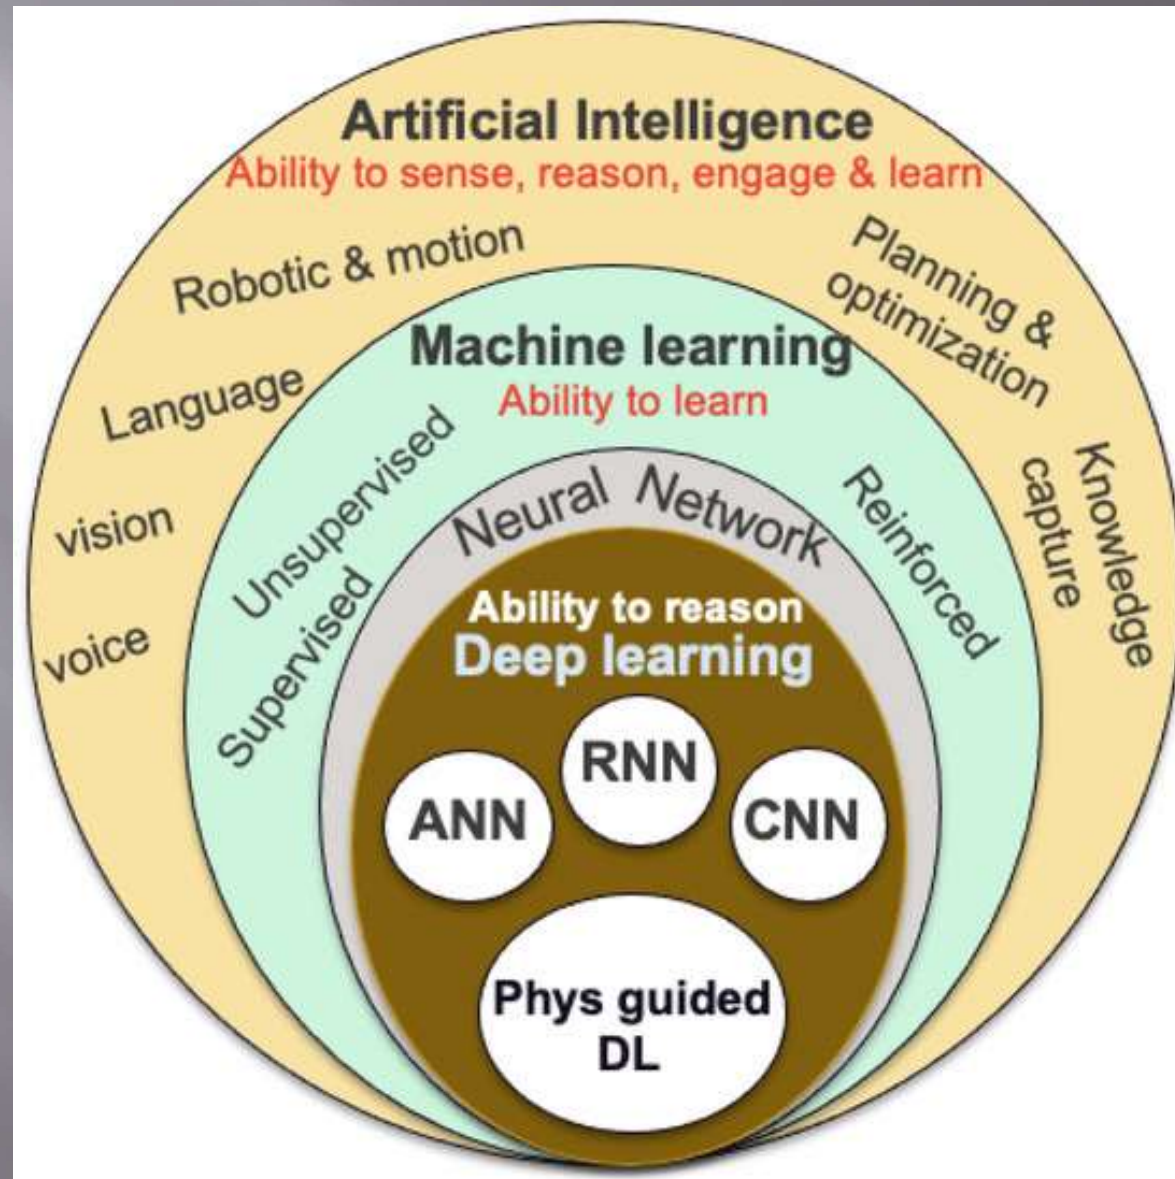 Artificial Intelligence
Ability to sense, reason, engage & learn
Robotic & motion
Planning &
optimization
Language
vision
voice
Knowledge
capture
Machine learning
Ability to learn
Unsupervised
Supervised
Reinforced
Neural Network
Ability to reason
Deep learning
ANN
RNN
CNN
Phys guided
DL